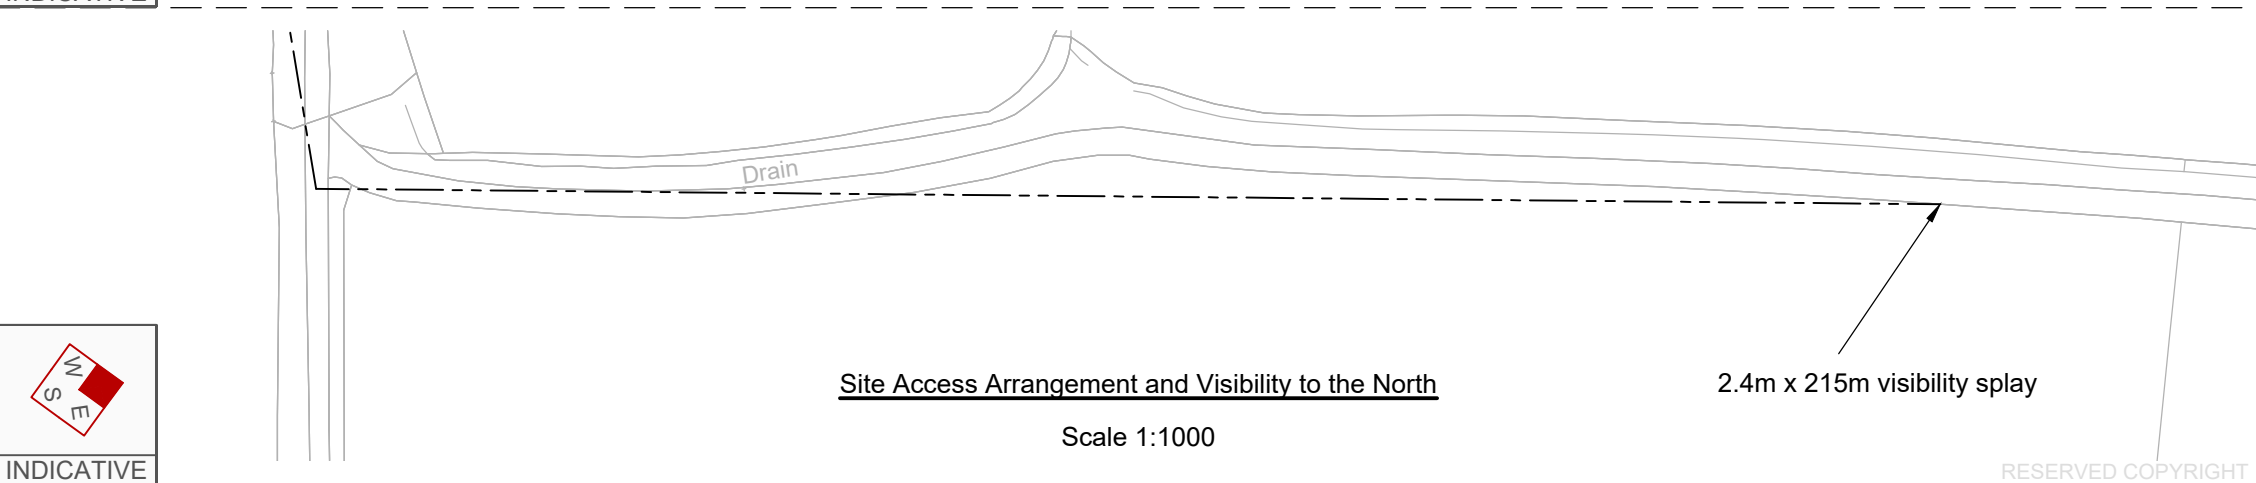 Drain
W
S
E
INDICATIVE
Site Access Arrangement and Visibility to the North
Scale 1:1000
2.4m x 215m visibility splay
RESERVED COPYRIGHT